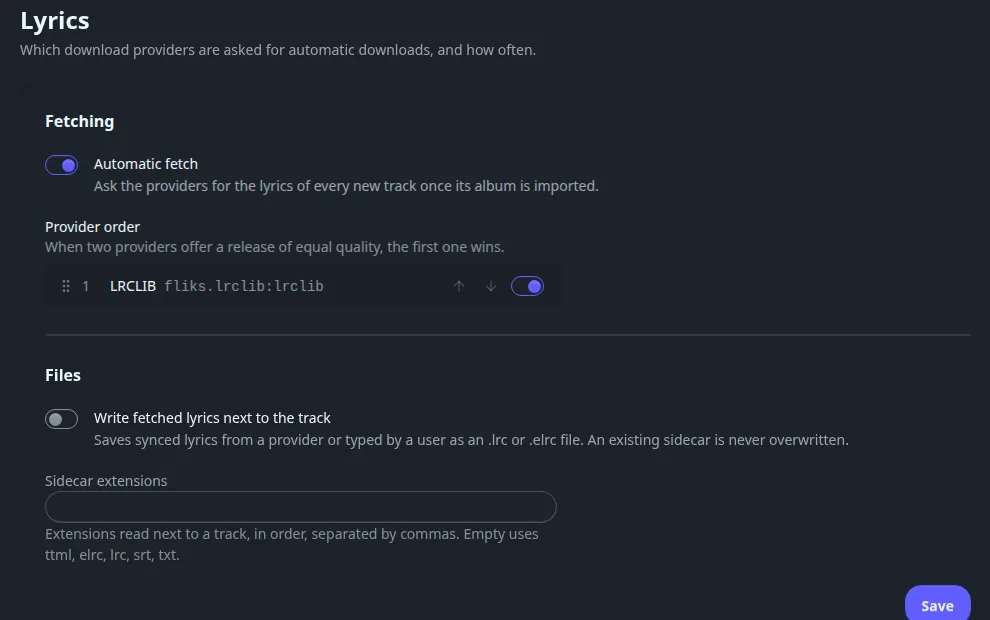 Lyrics
Which download providers are asked for automatic downloads, and how often.
Fetching
Automatic fetch
Ask the providers for the lyrics of every new track once its album is imported.
Provider order
When two providers offer a release of equal quality, the first one wins.
1 LRCLIB fliks.lrclib:lrclib
Files
Write fetched lyrics next to the track
Saves synced lyrics from a provider or typed by a user as an .lrc or .elrc file. An existing sidecar is never overwritten.
Sidecar extensions
Extensions read next to a track, in order, separated by commas. Empty uses
ttml, elrc, lrc, srt, txt.
Save